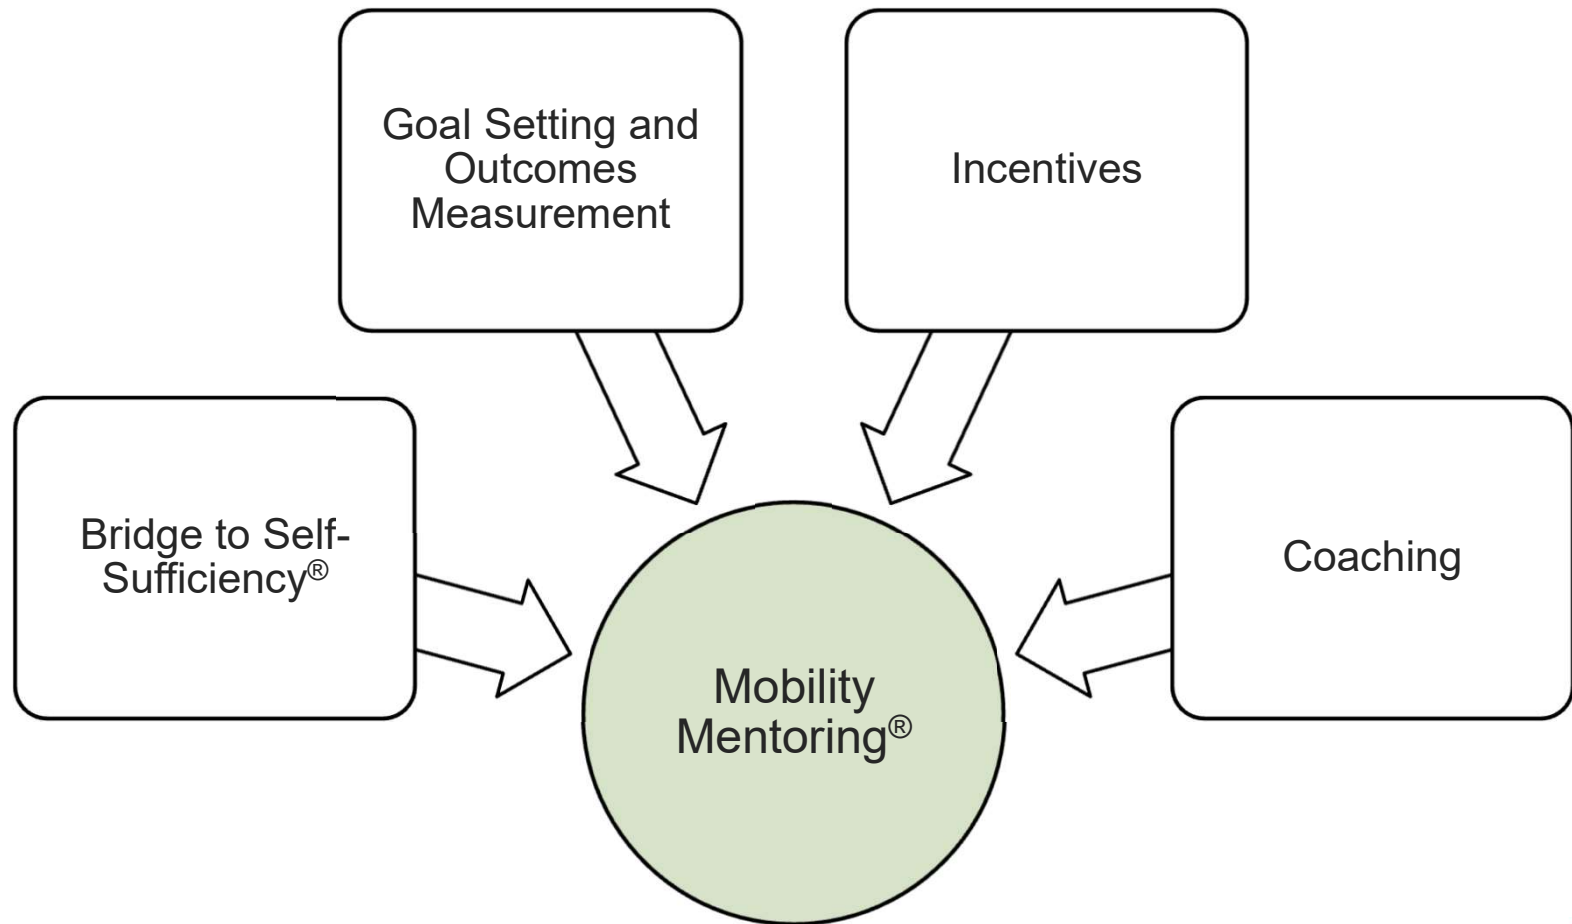 Goal Setting and
Outcomes
Measurement
Incentives
Bridge to Self-
Sufficiency®
Coaching
Mobility
Mentoring®